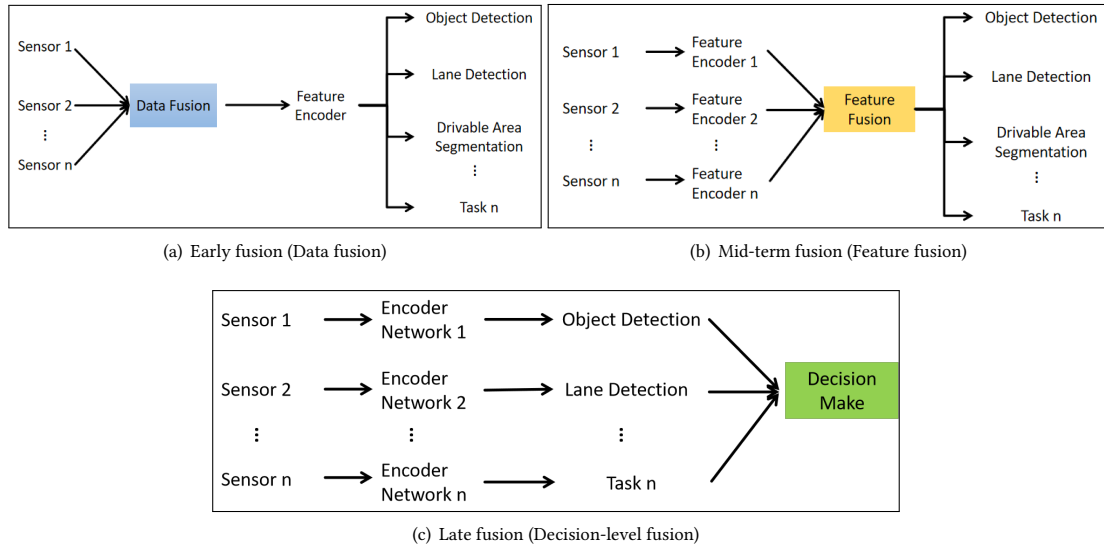 Sensor 1
Sensor 2
⋮
Sensor n
Data Fusion
Feature
Encoder
Object Detection
Lane Detection
Drivable Area
Segmentation
⋮
Task n
(a) Early fusion (Data fusion)
Sensor 1
Sensor 2
⋮
Sensor n
Feature
Encoder 1
Feature
Encoder 2
⋮
Feature
Encoder n
Feature
Fusion
Object Detection
Lane Detection
Drivable Area
Segmentation
⋮
Task n
(b) Mid-term fusion (Feature fusion)
Sensor 1
Encoder
Network 1
Object Detection
Sensor 2
Encoder
Network 2
Lane Detection
⋮
⋮
⋮
Sensor n
Encoder
Network n
Task n
Decision
Make
(c) Late fusion (Decision-level fusion)